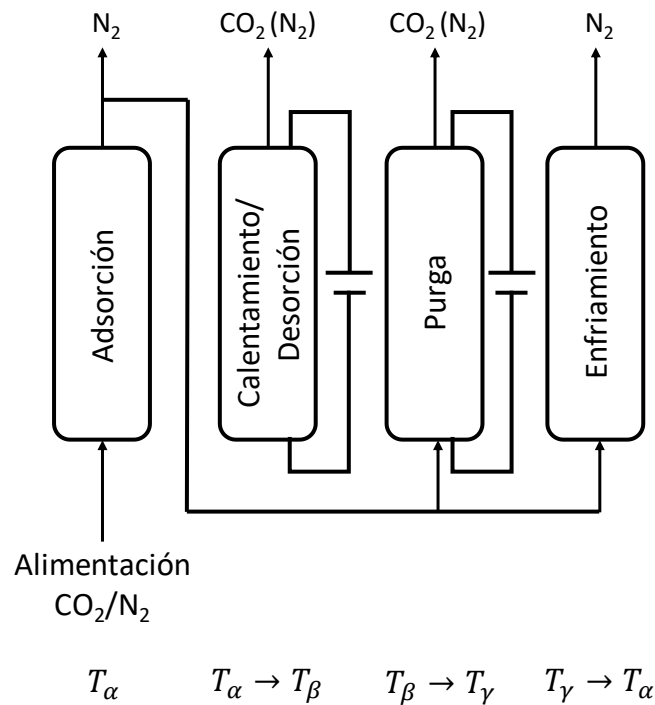 N₂
CO₂ (N₂)
CO₂ (N₂)
N₂
Adsorción
Calentamiento/
Desorción
Purga
Enfriamiento
Alimentación
CO₂/N₂
T_α
T_α → T_β
T_β → T_γ
T_γ → T_α